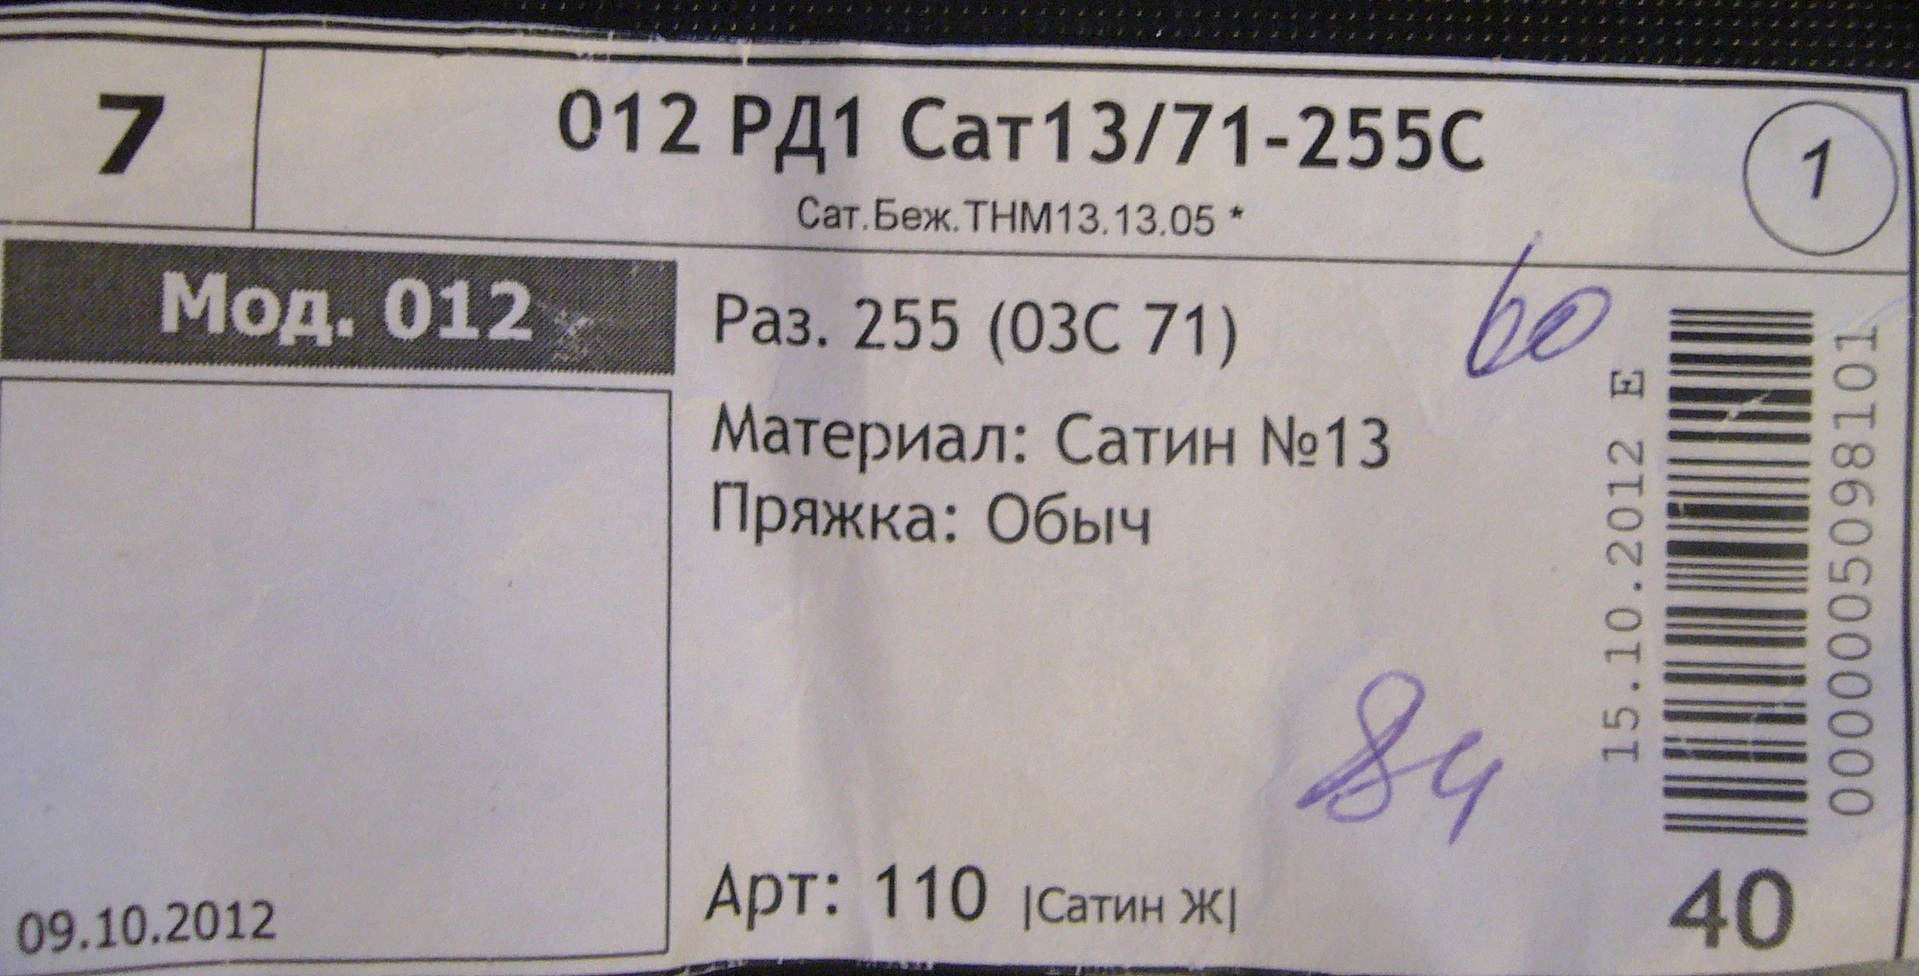 7
012 РД1 Сат13/71-255С
1
Сат.Беж.ТНМ13.13.05 *
Мод. 012
Раз. 255 (03С 71)
60
Материал: Сатин №13
Пряжка: Обыч
84
15.10.2012 Е
0000005098101
Арт: 110 |Сатин Ж|
40
09.10.2012